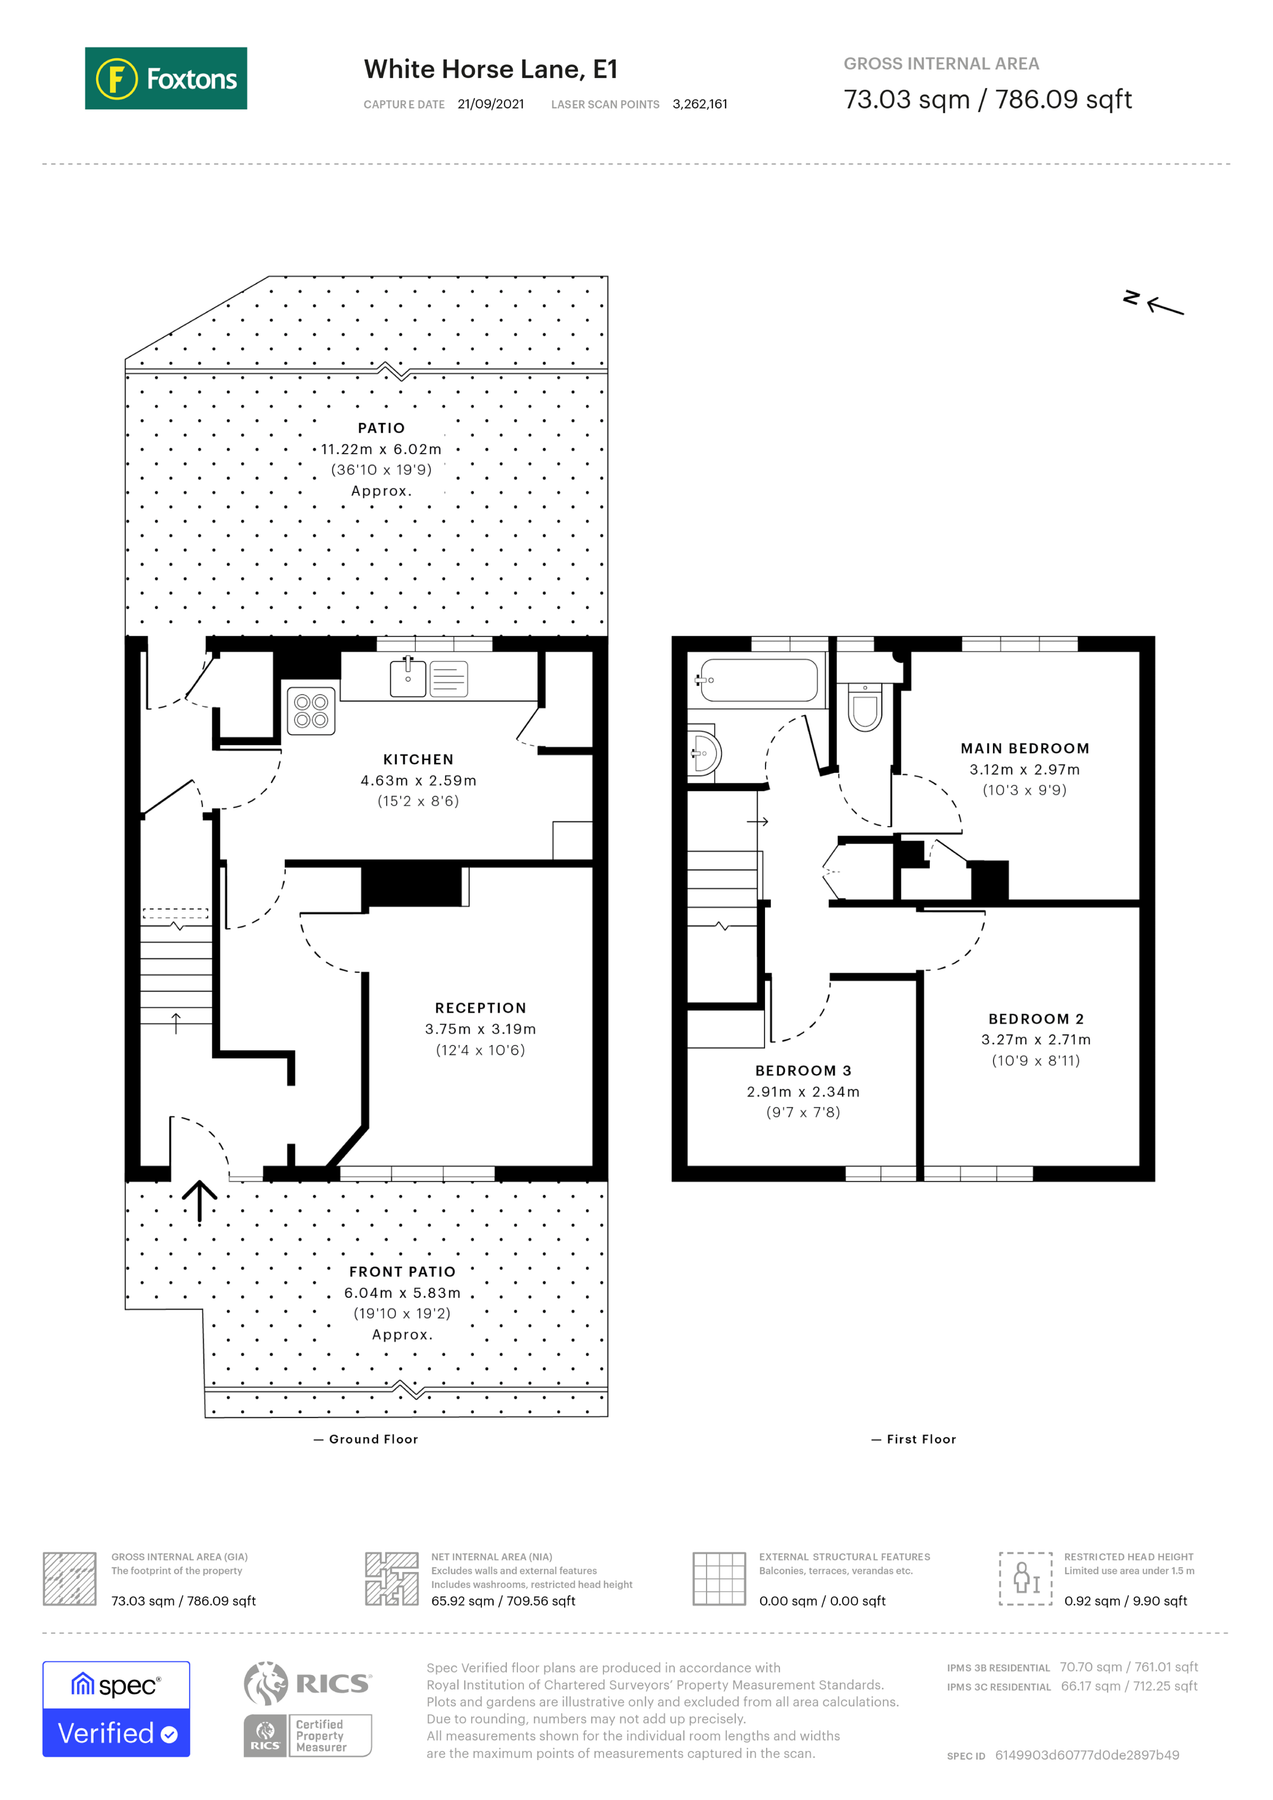 Foxtons
White Horse Lane, E1
CAPTURE DATE 21/09/2021 LASER SCAN POINTS 3,262,161
GROSS INTERNAL AREA
73.03 sqm / 786.09 sqft
N
PATIO
11.22m x 6.02m
(36'10 x 19'9)
Approx.
KITCHEN
4.63m x 2.59m
(15'2 x 8'6)
RECEPTION
3.75m x 3.19m
(12'4 x 10'6)
FRONT PATIO
6.04m x 5.83m
(19'10 x 19'2)
Approx.
— Ground Floor
MAIN BEDROOM
3.12m x 2.97m
(10'3 x 9'9)
BEDROOM 2
3.27m x 2.71m
(10'9 x 8'11)
BEDROOM 3
2.91m x 2.34m
(9'7 x 7'8)
— First Floor
GROSS INTERNAL AREA (GIA)
The footprint of the property
73.03 sqm / 786.09 sqft
NET INTERNAL AREA (NIA)
Excludes walls and external features
Includes washrooms, restricted head height
65.92 sqm / 709.56 sqft
EXTERNAL STRUCTURAL FEATURES
Balconies, terraces, verandas etc.
0.00 sqm / 0.00 sqft
RESTRICTED HEAD HEIGHT
Limited use area under 1.5 m
0.92 sqm / 9.90 sqft
spec®
Verified
RICS®
RICS
Certified
Property
Measurer
Spec Verified floor plans are produced in accordance with
Royal Institution of Chartered Surveyors' Property Measurement Standards.
Plots and gardens are illustrative only and excluded from all area calculations.
Due to rounding, numbers may not add up precisely.
All measurements shown for the individual room lengths and widths
are the maximum points of measurements captured in the scan.
IPMS 3B RESIDENTIAL 70.70 sqm / 761.01 sqft
IPMS 3C RESIDENTIAL 66.17 sqm / 712.25 sqft
SPEC ID 6149903d60777d0de2897b49